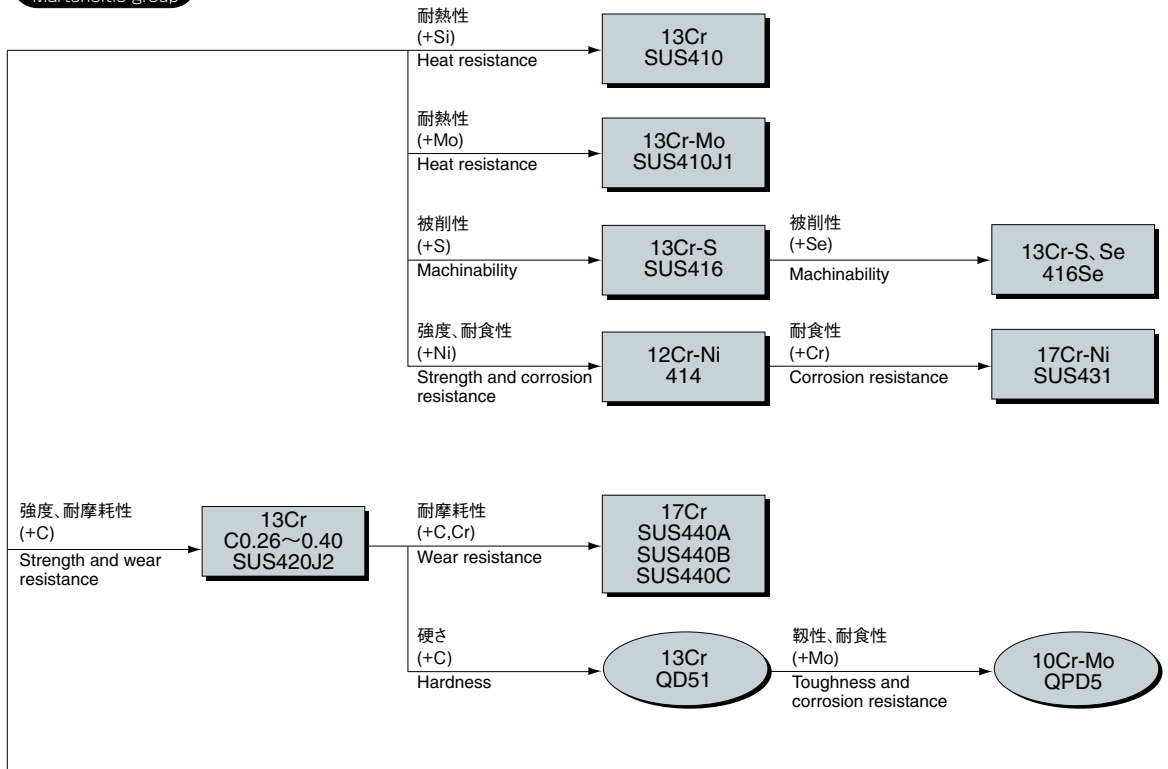 Martensitic group
耐熱性
(+Si)
Heat resistance
13Cr
SUS410
耐熱性
(+Mo)
Heat resistance
13Cr-Mo
SUS410J1
被削性
(+S)
Machinability
13Cr-S
SUS416
被削性
(+Se)
Machinability
13Cr-S、Se
416Se
強度、耐食性
(+Ni)
Strength and corrosion
resistance
12Cr-Ni
414
耐食性
(+Cr)
Corrosion resistance
17Cr-Ni
SUS431
強度、耐摩耗性
(+C)
Strength and wear
resistance
13Cr
C0.26～0.40
SUS420J2
耐摩耗性
(+C,Cr)
Wear resistance
17Cr
SUS440A
SUS440B
SUS440C
硬さ
(+C)
Hardness
13Cr
QD51
靱性、耐食性
(+Mo)
Toughness and
corrosion resistance
10Cr-Mo
QPD5